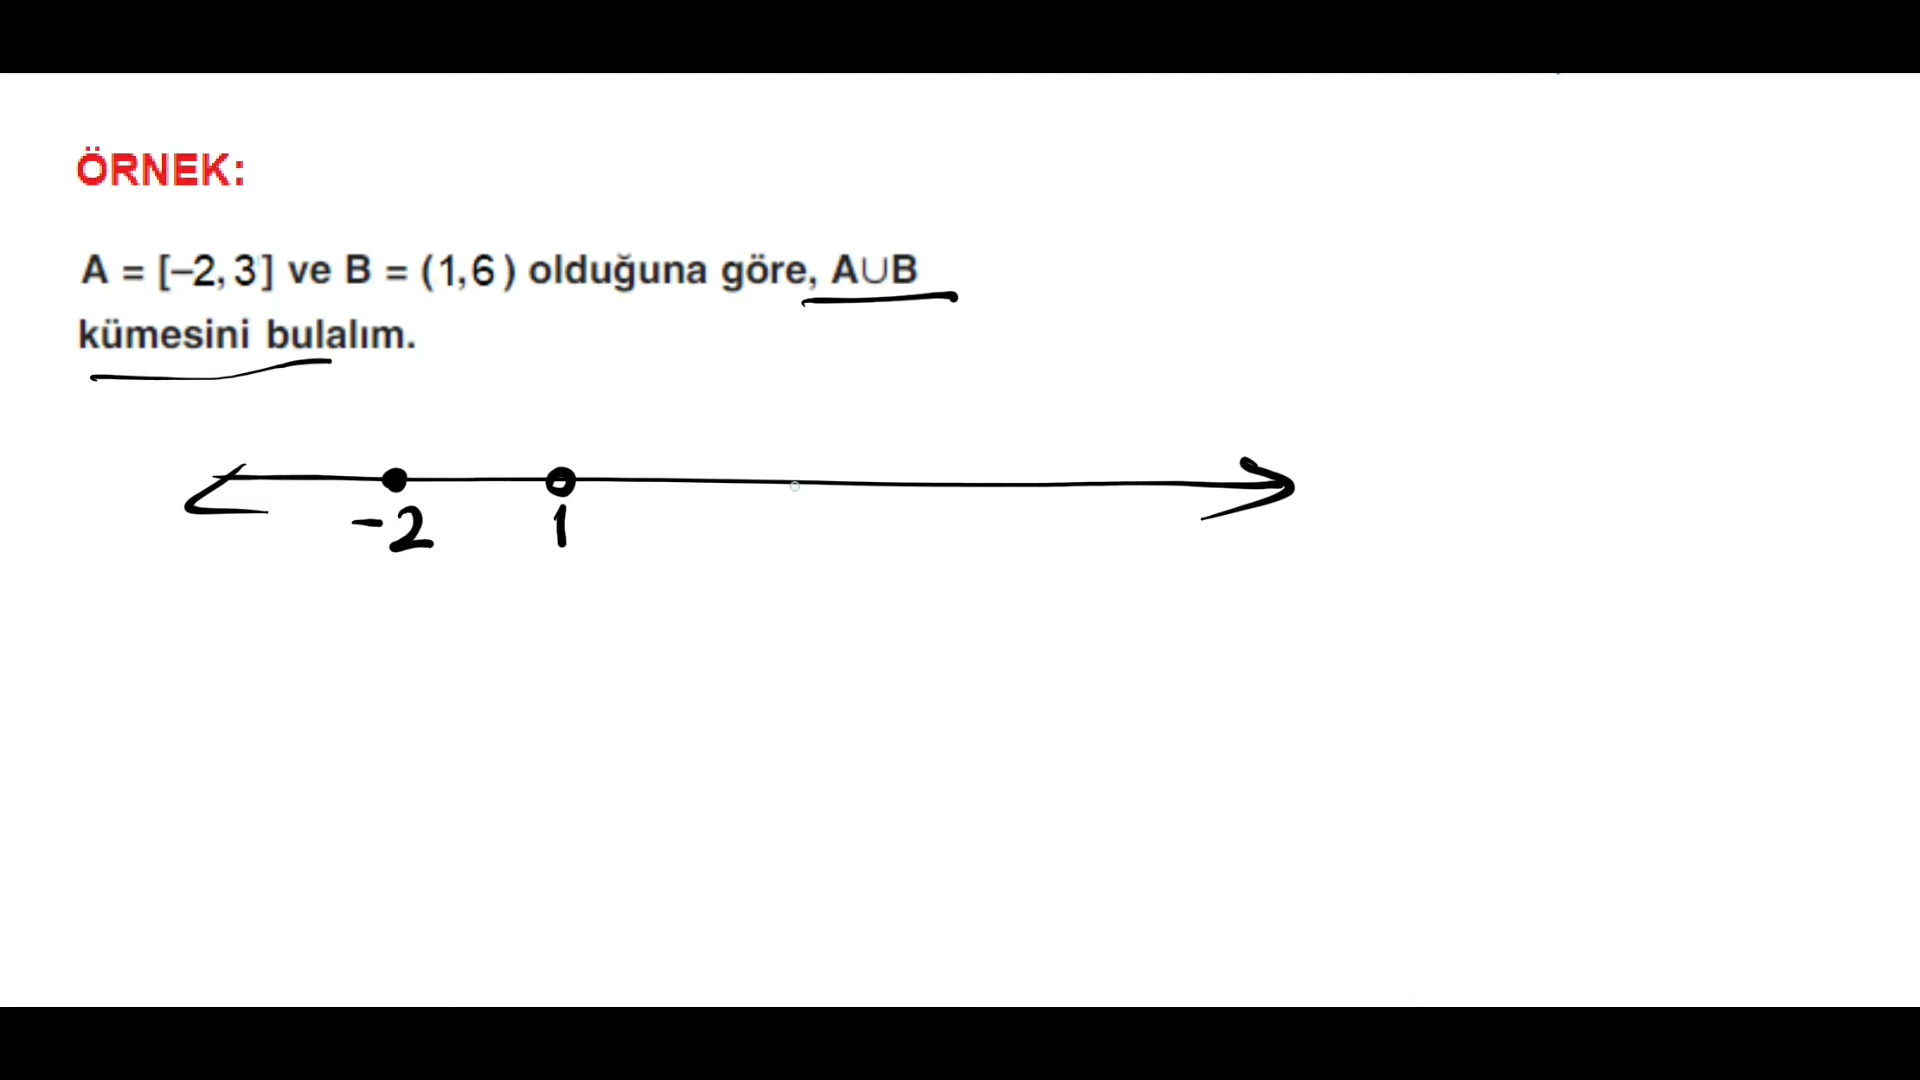 ÖRNEK:
A = [–2, 3] ve B = (1,6) olduğuna göre, A∪B
kümesini bulalım.
-2 1